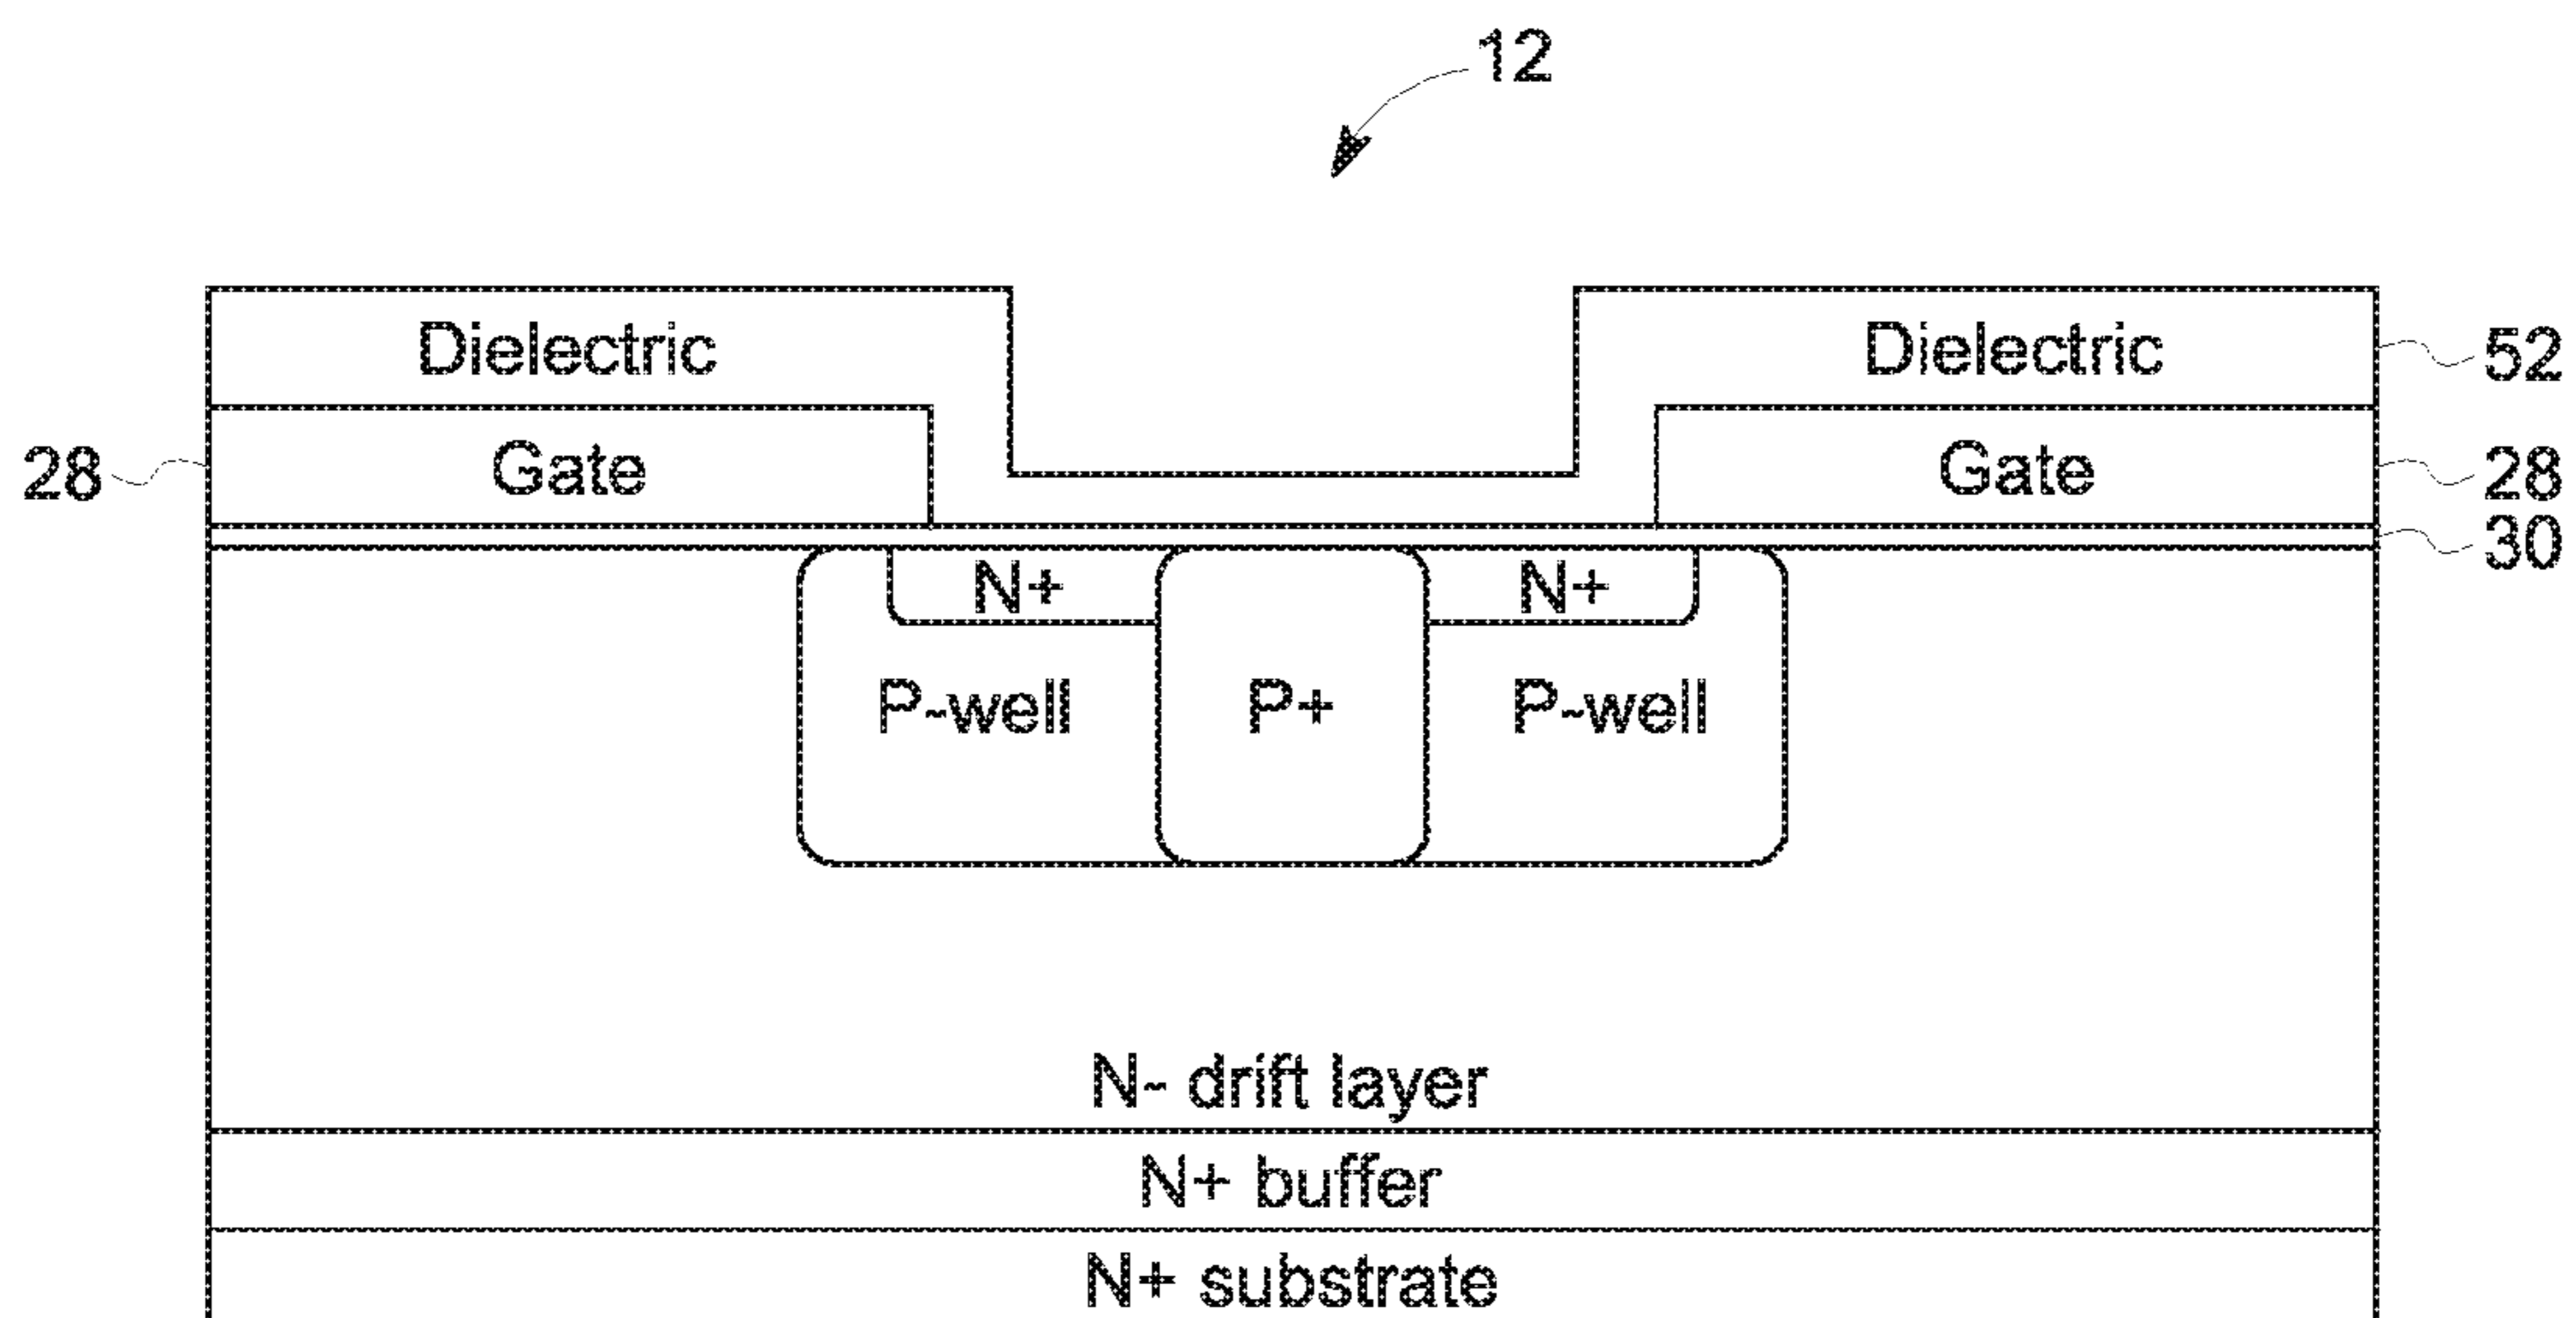 12
Dielectric Dielectric 52
28 Gate Gate 28
30
N+ N+
P-well P+ P-well
N- drift layer
N+ buffer
N+ substrate